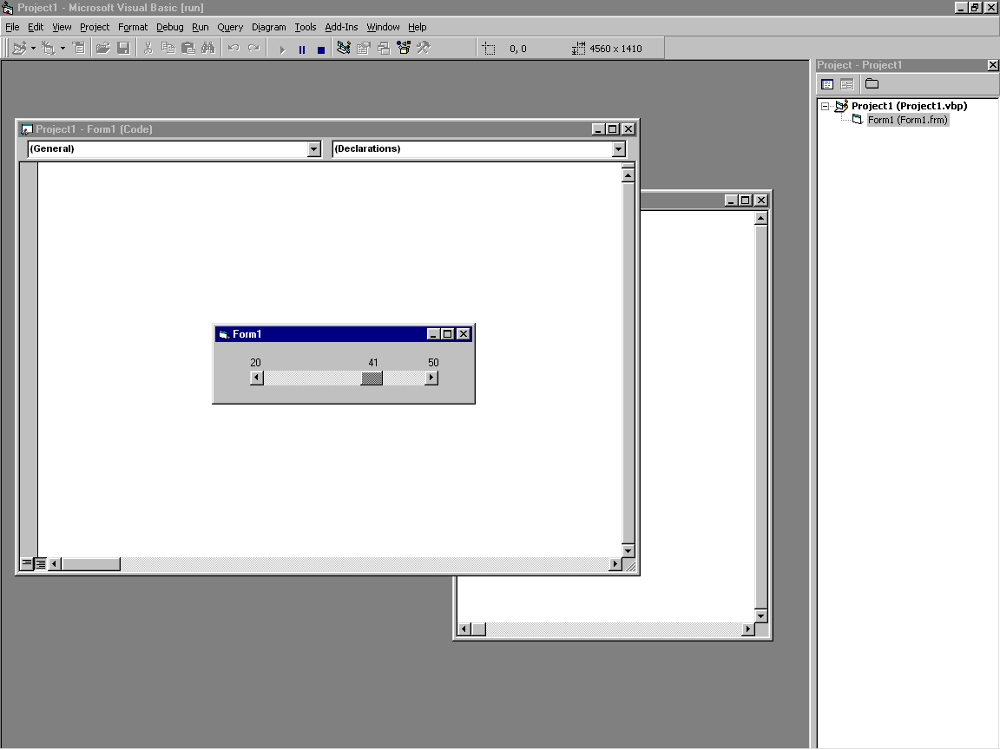 Project1 - Microsoft Visual Basic [run]
File Edit View Project Format Debug Run Query Diagram Tools Add-Ins Window Help
0, 0 4560 x 1410
Project - Project1
Project1 (Project1.vbp)
Form1 (Form1.frm)
Project1 - Form1 (Code)
(General) (Declarations)
Form1
20 41 50